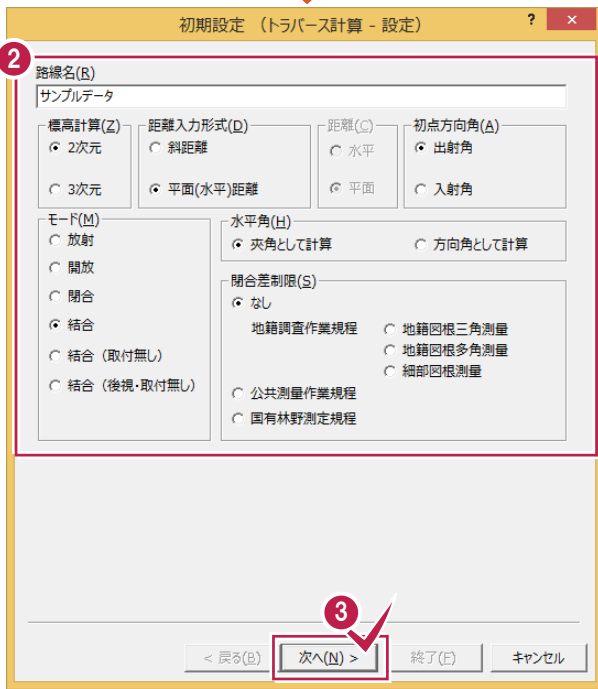 初期設定 （トラバース計算 - 設定）
?
×
2
路線名(R)
サンプルデータ
標高計算(Z)
2次元
3次元
距離入力形式(D)
斜距離
平面(水平)距離
距離(C)
水平
平面
初点方向角(A)
出射角
入射角
モード(M)
放射
開放
閉合
結合
結合（取付無し）
結合（後視・取付無し）
水平角(H)
夾角として計算
方向角として計算
閉合差制限(S)
なし
地籍調査作業規程
地籍図根三角測量
地籍図根多角測量
細部図根測量
公共測量作業規程
国有林野測定規程
3
< 戻る(B)
次へ(N) >
終了(F)
キャンセル